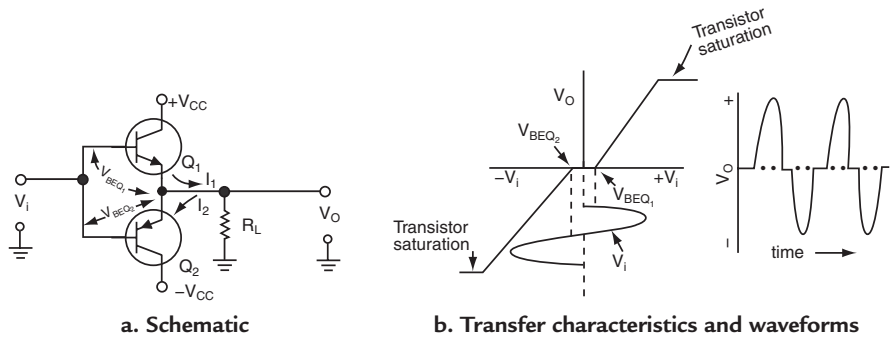 +VCC
Q1
VBEQ1
I1
Vi
VBEQ2
I2
RL
VO
Q2
−VCC
a. Schematic
Transistor
saturation
VO
VBEQ2
−Vi
+Vi
VBEQ1
Transistor
saturation
Vi
+
VO
−
time
b. Transfer characteristics and waveforms